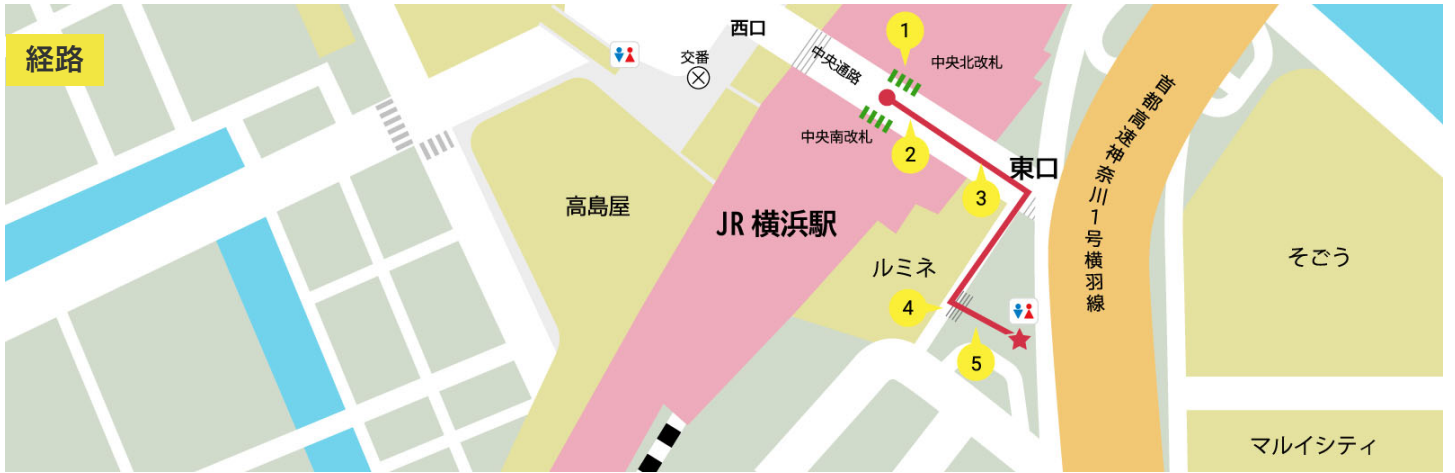 経路
西口
交番
中央通路
1
中央北改札
中央南改札
2
3
東口
高島屋
JR 横浜駅
ルミネ
4
5
首都高速神奈川1号横羽線
そごう
マルイシティ